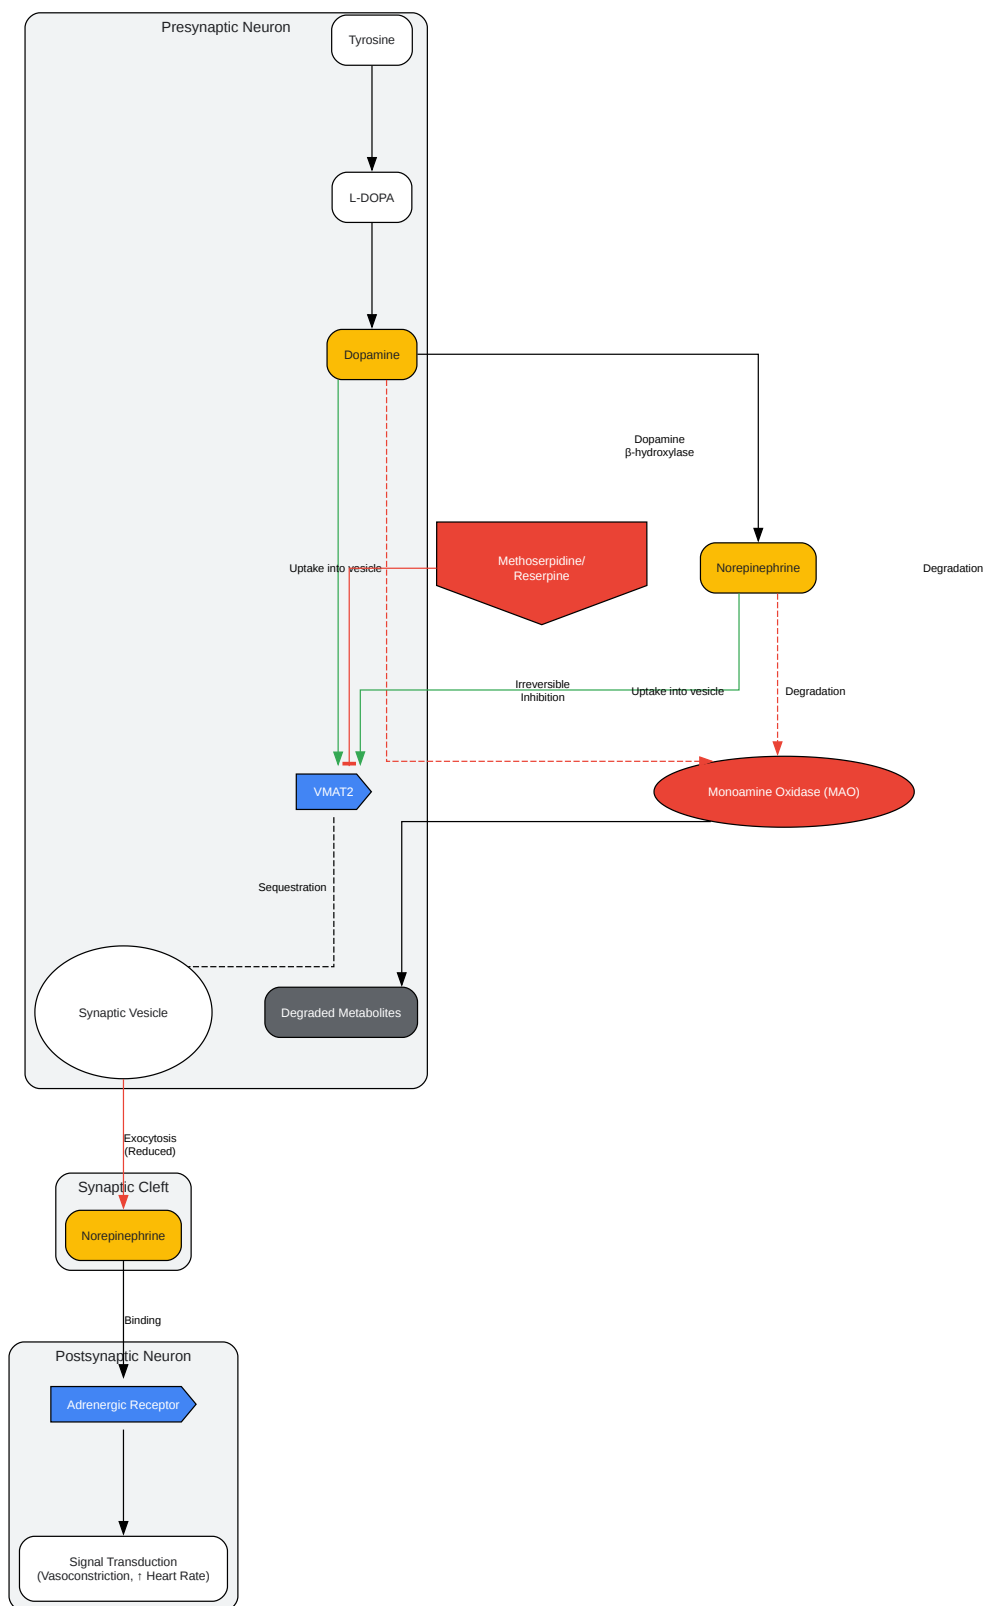 Presynaptic Neuron
Tyrosine
L-DOPA
Dopamine
Dopamine
β-hydroxylase
Methoserpidine/
Reserpine
Norepinephrine
Degradation
Uptake into vesicle
Irreversible
Inhibition
Uptake into vesicle
Degradation
VMAT2
Monoamine Oxidase (MAO)
Sequestration
Synaptic Vesicle
Degraded Metabolites
Exocytosis
(Reduced)
Synaptic Cleft
Norepinephrine
Binding
Postsynaptic Neuron
Adrenergic Receptor
Signal Transduction
(Vasoconstriction, ↑ Heart Rate)